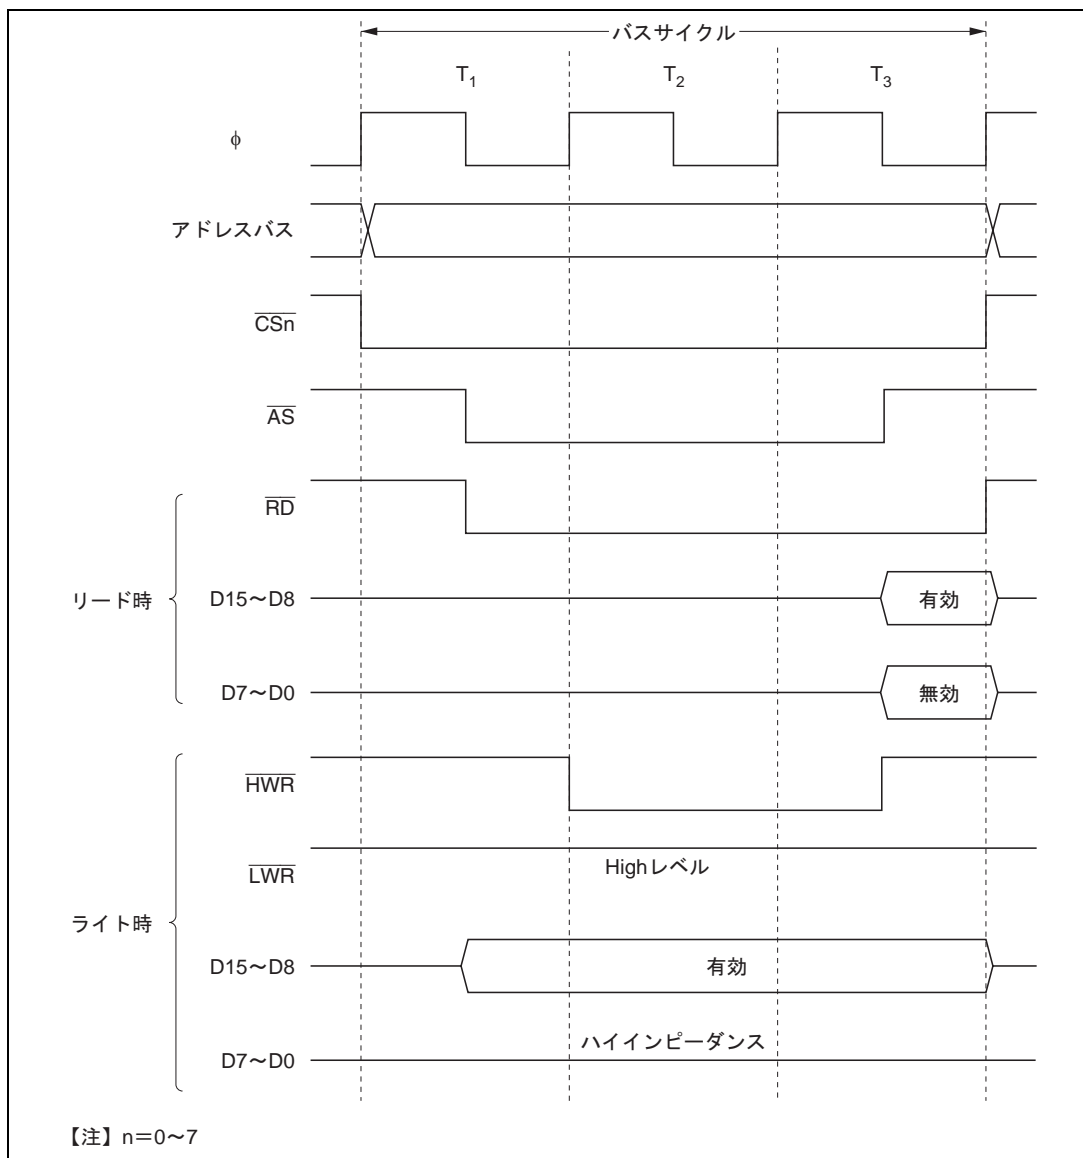 バスサイクル
T1 T2 T3
φ
アドレスバス
CSn
AS
RD
リード時
D15～D8 有効
D7～D0 無効
HWR
LWR Highレベル
ライト時
D15～D8 有効
D7～D0 ハイインピーダンス
【注】n＝0～7